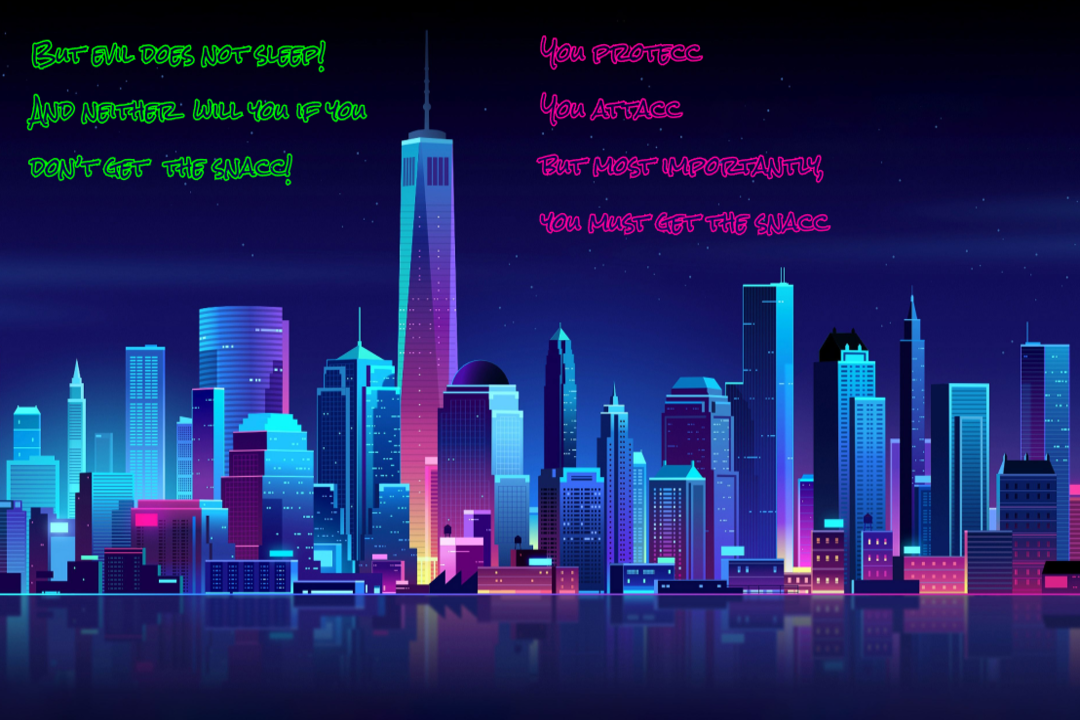 But evil does not sleep!
And neither will you if you
don't get the snacc!
You protecc
You attacc
But most importantly,
you must get the snacc